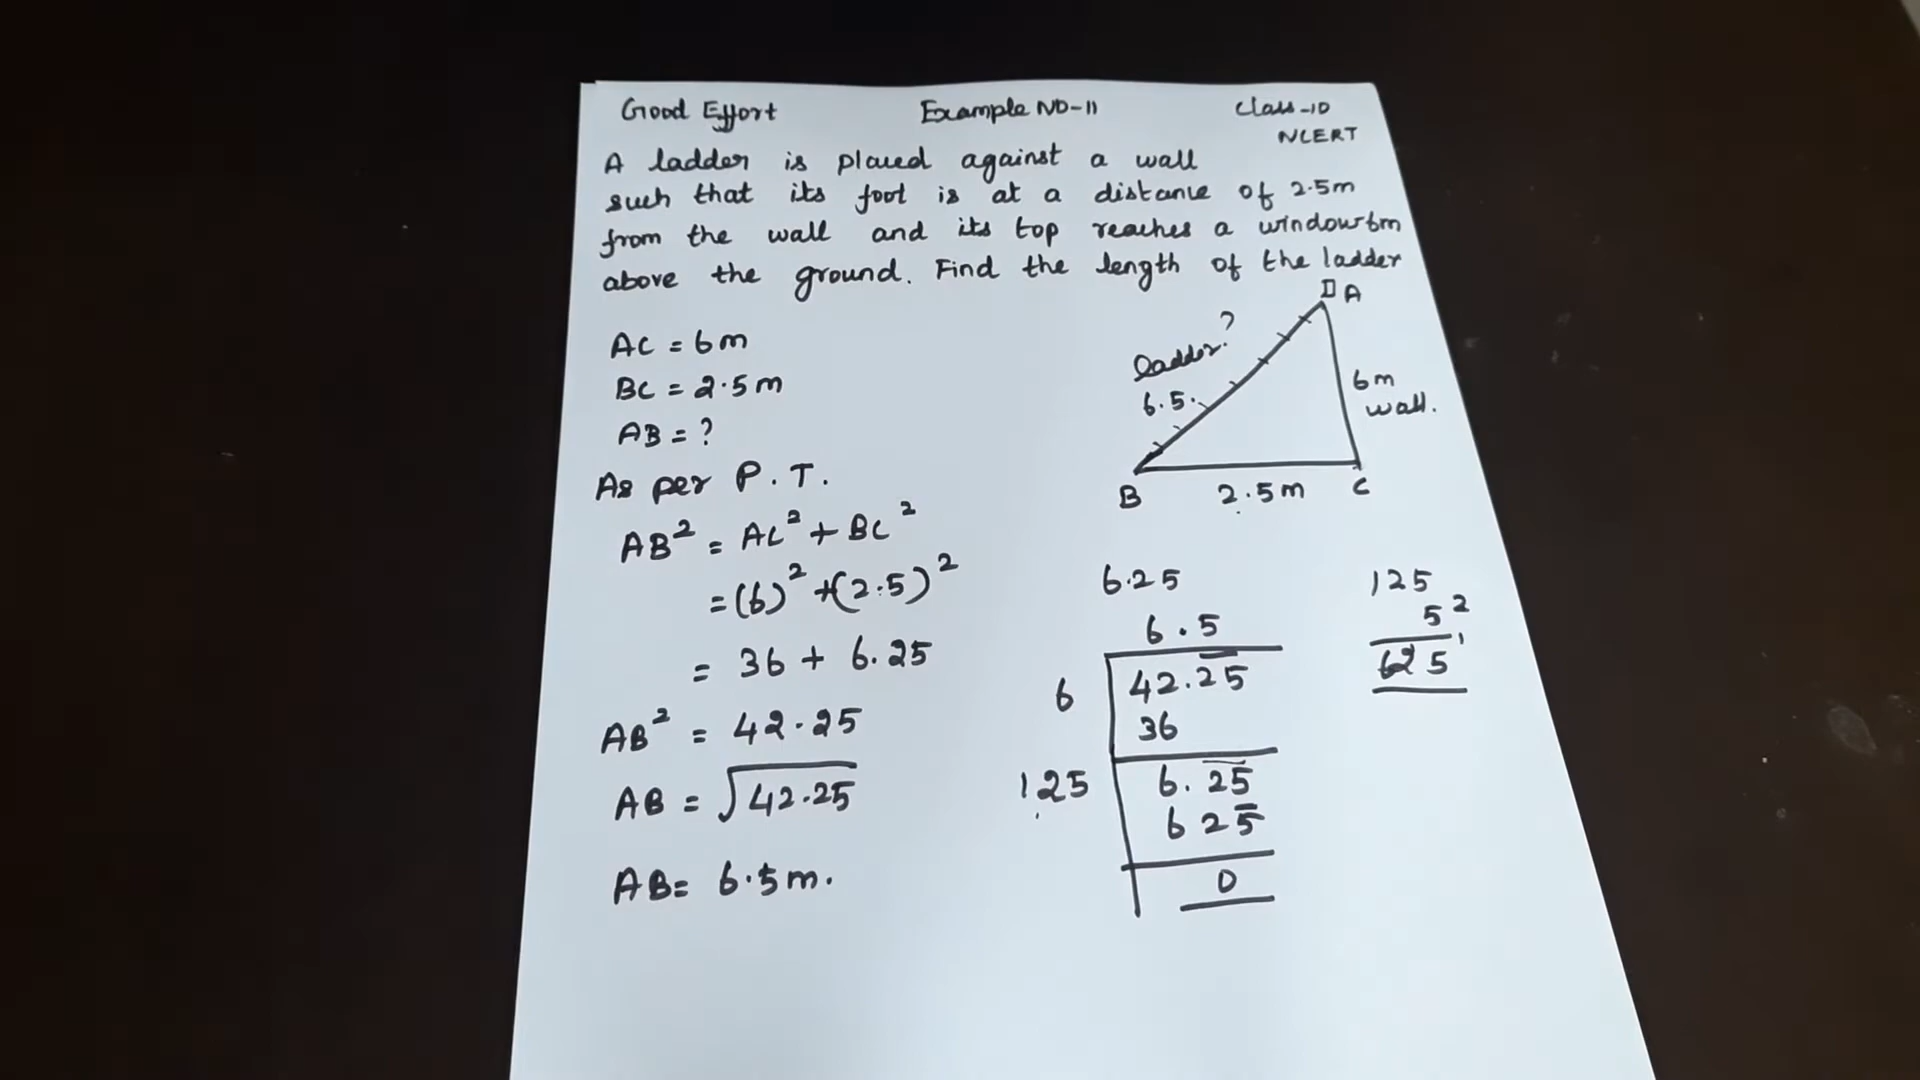 Good Effort Example NO-11 Class-10
NCERT
A ladder is placed against a wall
such that its foot is at a distance of 2.5m
from the wall and its top reaches a window 6m
above the ground. Find the length of the ladder
A
ladder?
6.5.
6m
wall.
B 2.5m C
AC = 6m
BC = 2.5m
AB = ?
As per P.T.
AB² = AC² + BC²
= (6)² + (2.5)²
= 36 + 6.25
AB² = 42.25
AB = √42.25
AB = 6.5m.
6.25
6.5
6 42.25
36
125 6.25
625
0
125
5 2
625